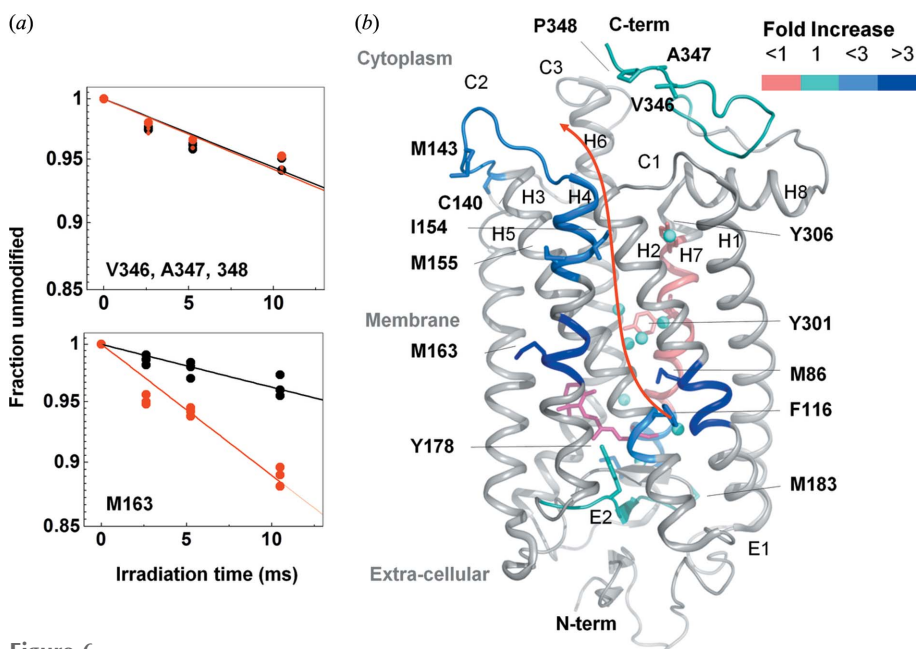 (a)
1
0.95
0.9
0.85
V346, A347, 348
0
5
10
1
0.95
0.9
0.85
M163
0
5
10
Fraction unmodified
Irradiation time (ms)
(b)
Fold Increase
<1 1 <3 >3
P348 C-term
A347
V346
Cytoplasm
C3
C2
H6
C1
M143
H8
C140 H3 H4
H1
I154 H5 H2 H7 Y306
M155
Membrane
Y301
M163
M86
F116
Y178
M183
E2
E1
Extra-cellular
N-term